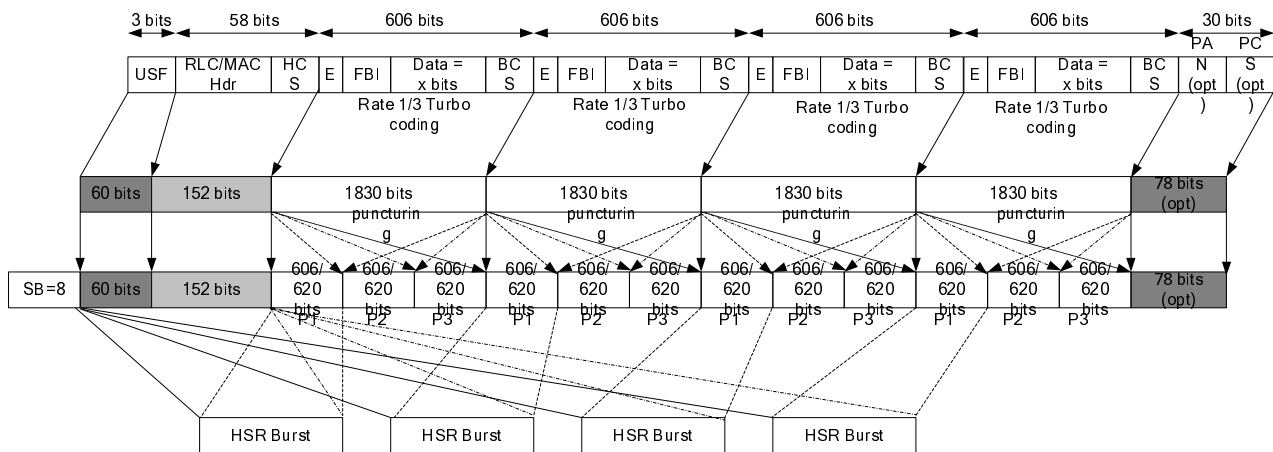 3 bits 58 bits 606 bits 606 bits 606 bits 606 bits 30 bits
USF
RLC/MAC
Hdr
HC
S
E
FBI
Data =
x bits
BC
S
E
FBI
Data =
x bits
BC
S
E
FBI
Data =
x bits
BC
S
E
FBI
Data =
x bits
BC
S
PA
N
(opt
)
PC
S
(opt
)
Rate 1/3 Turbo
coding
Rate 1/3 Turbo
coding
Rate 1/3 Turbo
coding
Rate 1/3 Turbo
coding
60 bits
152 bits
1830 bits
puncturin
g
1830 bits
puncturin
g
1830 bits
puncturin
g
1830 bits
puncturin
g
78 bits
(opt)
SB=8
60 bits
152 bits
606/
620
bits
P1
606/
620
bits
P2
606/
620
bits
P3
606/
620
bits
P1
606/
620
bits
P2
606/
620
bits
P3
606/
620
bits
P1
606/
620
bits
P2
606/
620
bits
P3
606/
620
bits
P1
606/
620
bits
P2
606/
620
bits
P3
78 bits
(opt)
HSR Burst HSR Burst HSR Burst HSR Burst